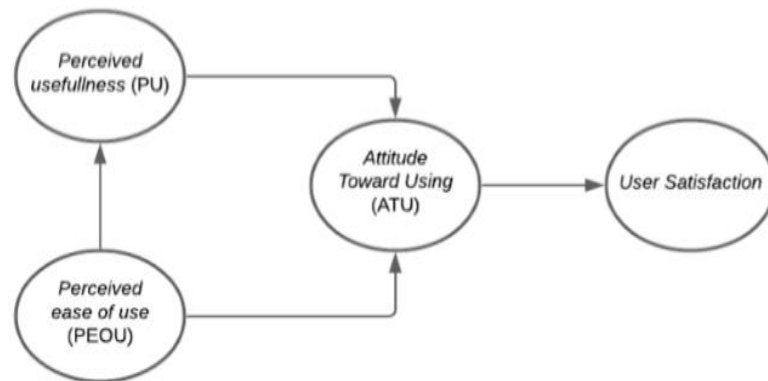 Perceived
usefullness (PU)
Attitude
Toward Using
(ATU)
User Satisfaction
Perceived
ease of use
(PEOU)